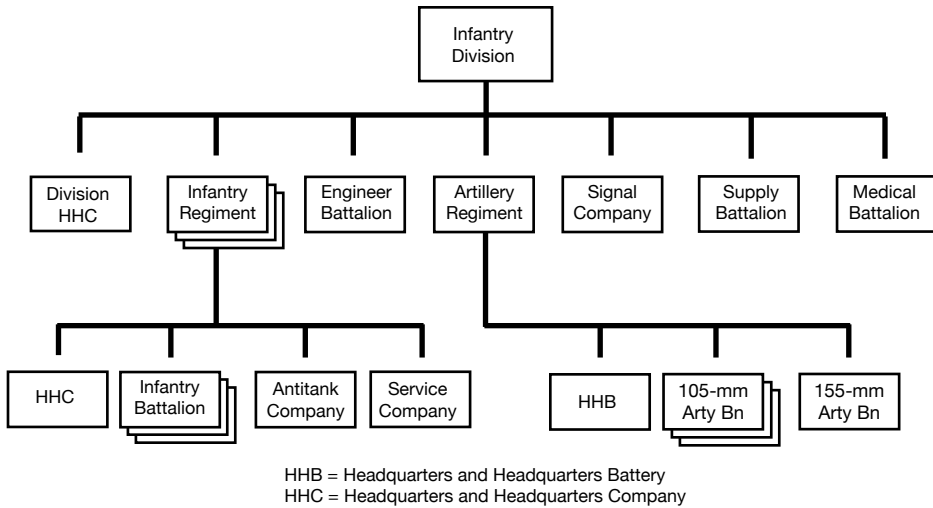 Infantry
Division
Division
HHC
Infantry
Regiment
Engineer
Battalion
Artillery
Regiment
Signal
Company
Supply
Battalion
Medical
Battalion
HHC
Infantry
Battalion
Antitank
Company
Service
Company
HHB
105-mm
Arty Bn
155-mm
Arty Bn
HHB = Headquarters and Headquarters Battery
HHC = Headquarters and Headquarters Company